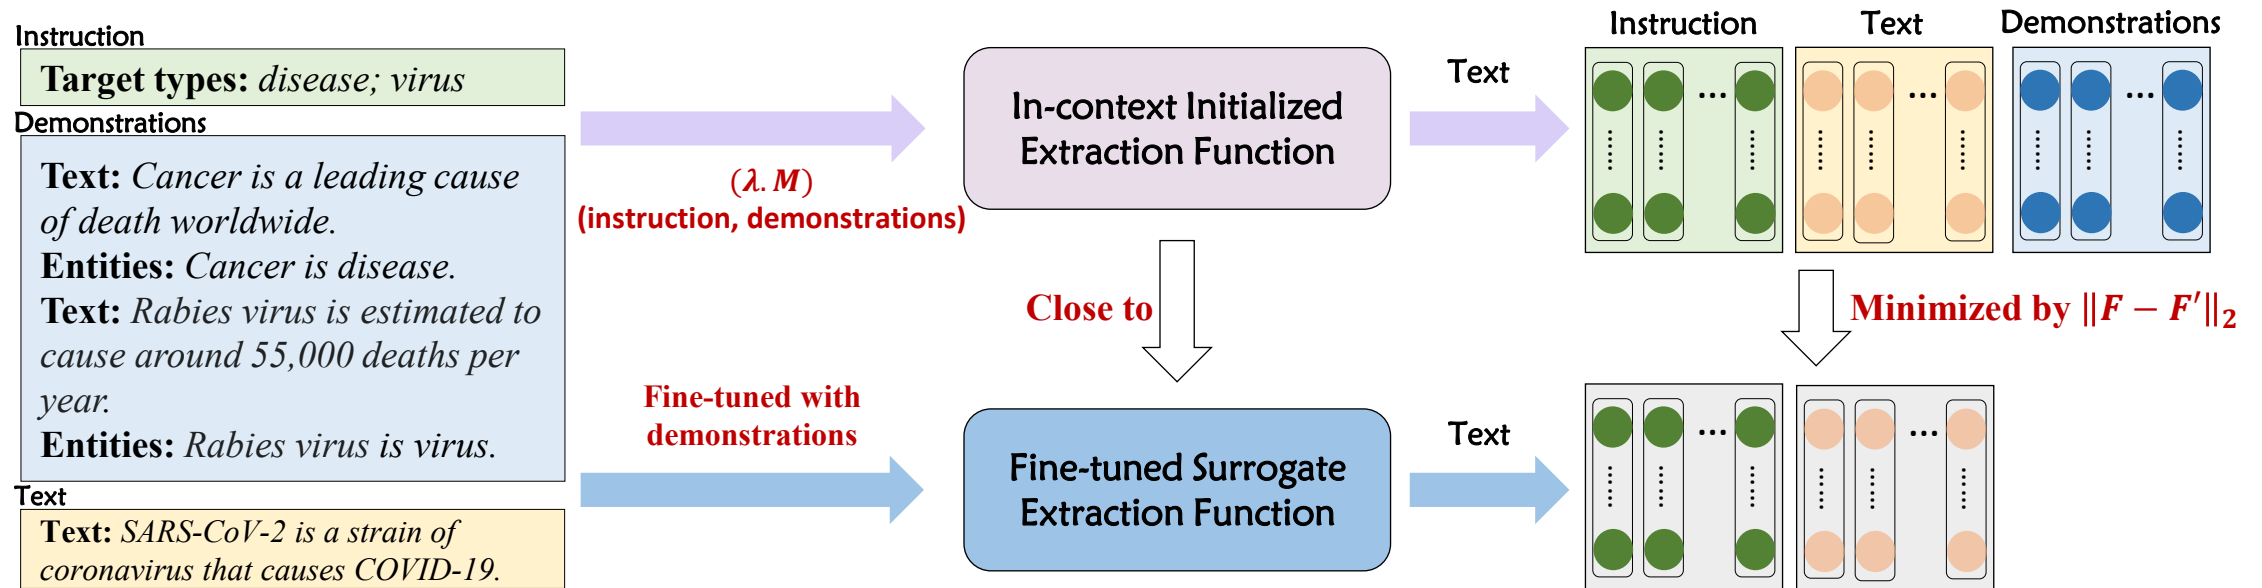 Instruction
Target types: disease; virus
Demonstrations
Text: Cancer is a leading cause
of death worldwide.
Entities: Cancer is disease.
Text: Rabies virus is estimated to
cause around 55,000 deaths per
year.
Entities: Rabies virus is virus.
Text
Text: SARS-CoV-2 is a strain of
coronavirus that causes COVID-19.
(λ. M)
(instruction, demonstrations)
Fine-tuned with
demonstrations
In-context Initialized
Extraction Function
Close to
Fine-tuned Surrogate
Extraction Function
Text
Text
Instruction
Text
Demonstrations
... ... ...
Minimized by ‖F − F′‖₂
... ...